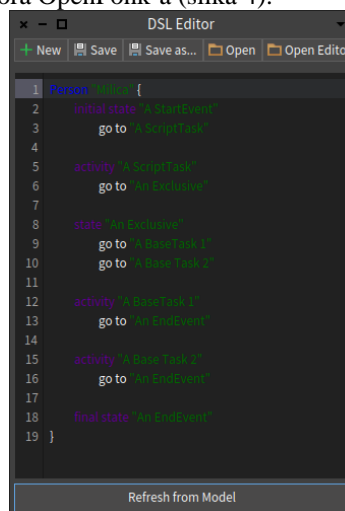 ora OpenPonk-a (slika 4).
DSL Editor
New Save Save as... Open Open Edito
1 Person "Milica" {
2 initial state "A StartEvent"
3 go to "A ScriptTask"
4
5 activity "A ScriptTask"
6 go to "An Exclusive"
7
8 state "An Exclusive"
9 go to "A BaseTask 1"
10 go to "A Base Task 2"
11
12 activity "A BaseTask 1"
13 go to "An EndEvent"
14
15 activity "A Base Task 2"
16 go to "An EndEvent"
17
18 final state "An EndEvent"
19 }
Refresh from Model